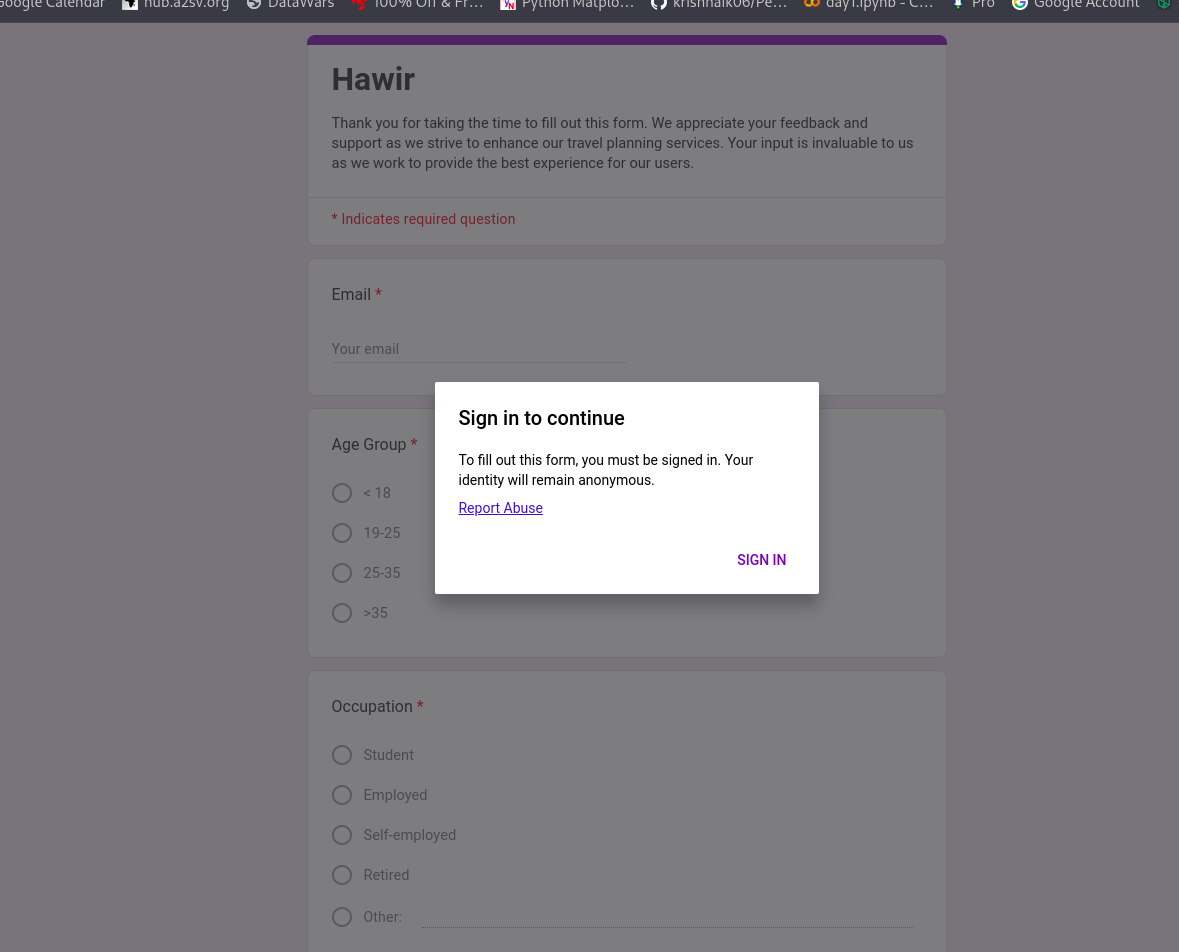 Google Calendar hub.a2sv.org DataWars 100% Off & Fr… Python Matplo… krishnaik06/Pe… day1.ipynb - C… Pro Google Account
Hawir
Thank you for taking the time to fill out this form. We appreciate your feedback and
support as we strive to enhance our travel planning services. Your input is invaluable to us
as we work to provide the best experience for our users.
* Indicates required question
Email *
Your email
Sign in to continue
To fill out this form, you must be signed in. Your
identity will remain anonymous.
Report Abuse
SIGN IN
Age Group *
< 18
19-25
25-35
>35
Occupation *
Student
Employed
Self-employed
Retired
Other: